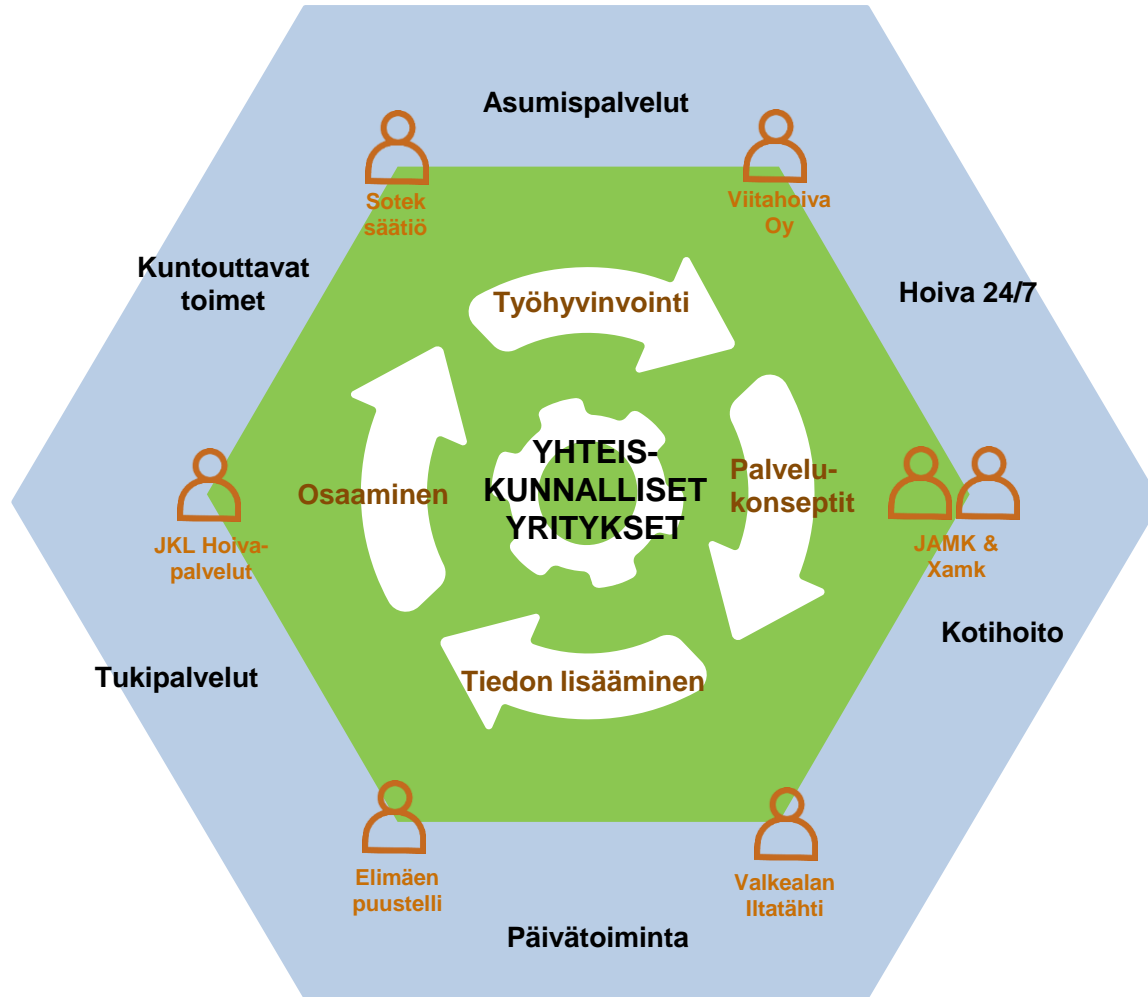 Asumispalvelut
Sotek
säätiö
Viitahoiva
Oy
Kuntouttavat
toimet
Hoiva 24/7
Työhyvinvointi
YHTEIS-
KUNNALLISET
YRITYKSET
Osaaminen
Palvelu-
konseptit
JKL Hoiva-
palvelut
JAMK &
Xamk
Kotihoito
Tukipalvelut
Tiedon lisääminen
Elimäen
puustelli
Valkealan
Iltatähti
Päivätoiminta